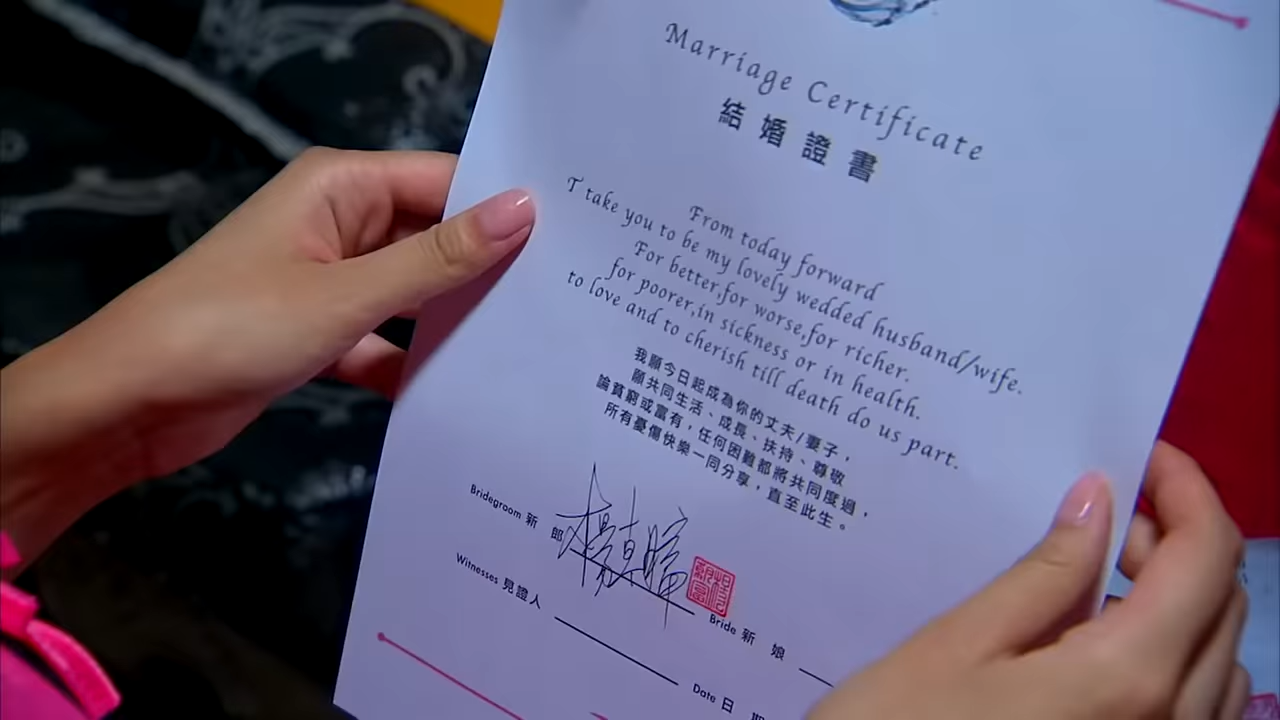 Marriage Certificate
結婚證書
From today forward
I take you to be my lovely wedded husband/wife.
For better,for worse,for richer.
for poorer,in sickness or in health.
to love and to cherish till death do us part.
我願今日起成為你的丈夫/妻子，
願共同生活、成長、扶持、尊敬
論貧窮或富有，任何困難都將共同度過，
所有憂傷快樂一同分享，直至此生。
Bridegroom 新 郎 楊
Bride 新 娘
Witnesses 見證人
Date 日